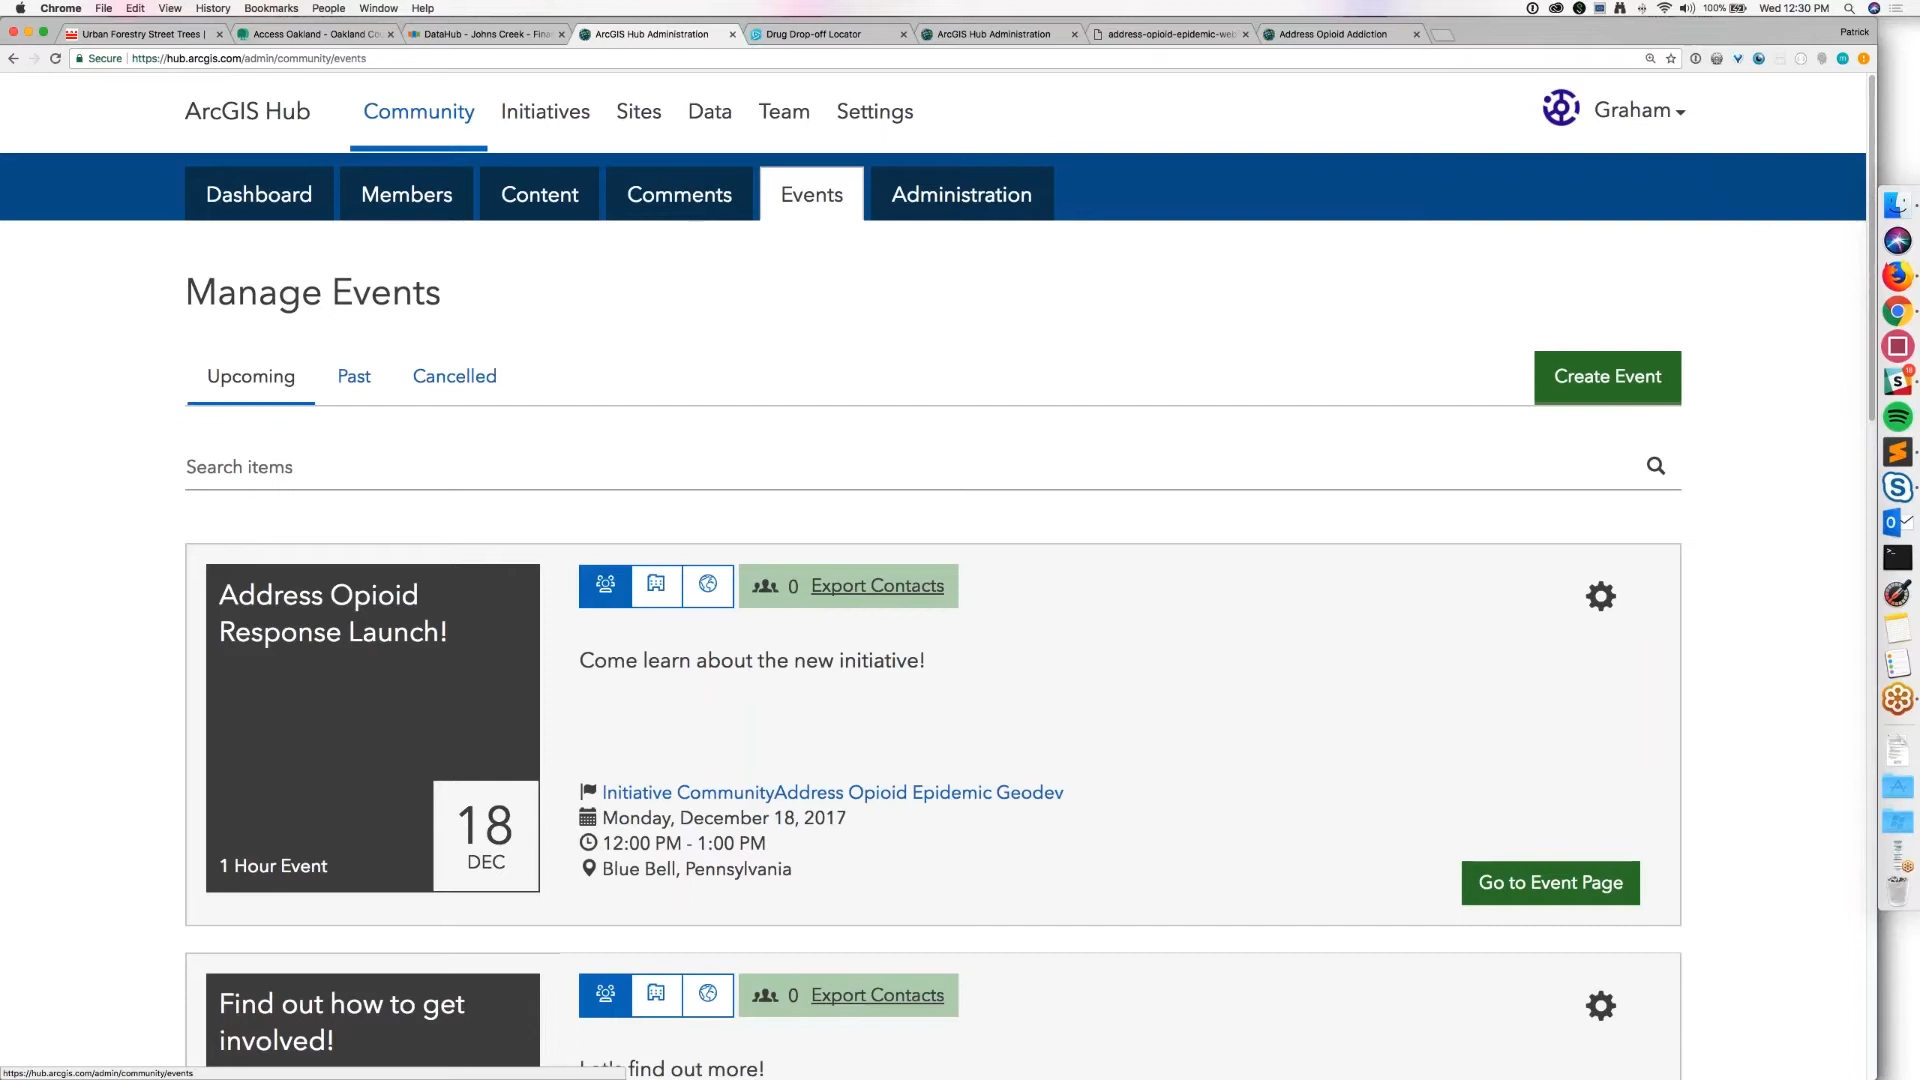 Chrome File Edit View History Bookmarks People Window Help 100% Wed 12:30 PM
Urban Forestry Street Trees | Access Oakland - Oakland Co DataHub - Johns Creek - Fina ArcGIS Hub Administration Drug Drop-off Locator ArcGIS Hub Administration address-opioid-epidemic-web Address Opioid Addiction Patrick
Secure https://hub.arcgis.com/admin/community/events
ArcGIS Hub Community Initiatives Sites Data Team Settings Graham
Dashboard Members Content Comments Events Administration
Manage Events
Upcoming Past Cancelled Create Event
Search items
Address Opioid
Response Launch!
0 Export Contacts
Come learn about the new initiative!
Initiative CommunityAddress Opioid Epidemic Geodev
Monday, December 18, 2017
12:00 PM - 1:00 PM
Blue Bell, Pennsylvania
18
DEC
1 Hour Event
Go to Event Page
Find out how to get
involved!
0 Export Contacts
find out more!
https://hub.arcgis.com/admin/community/events